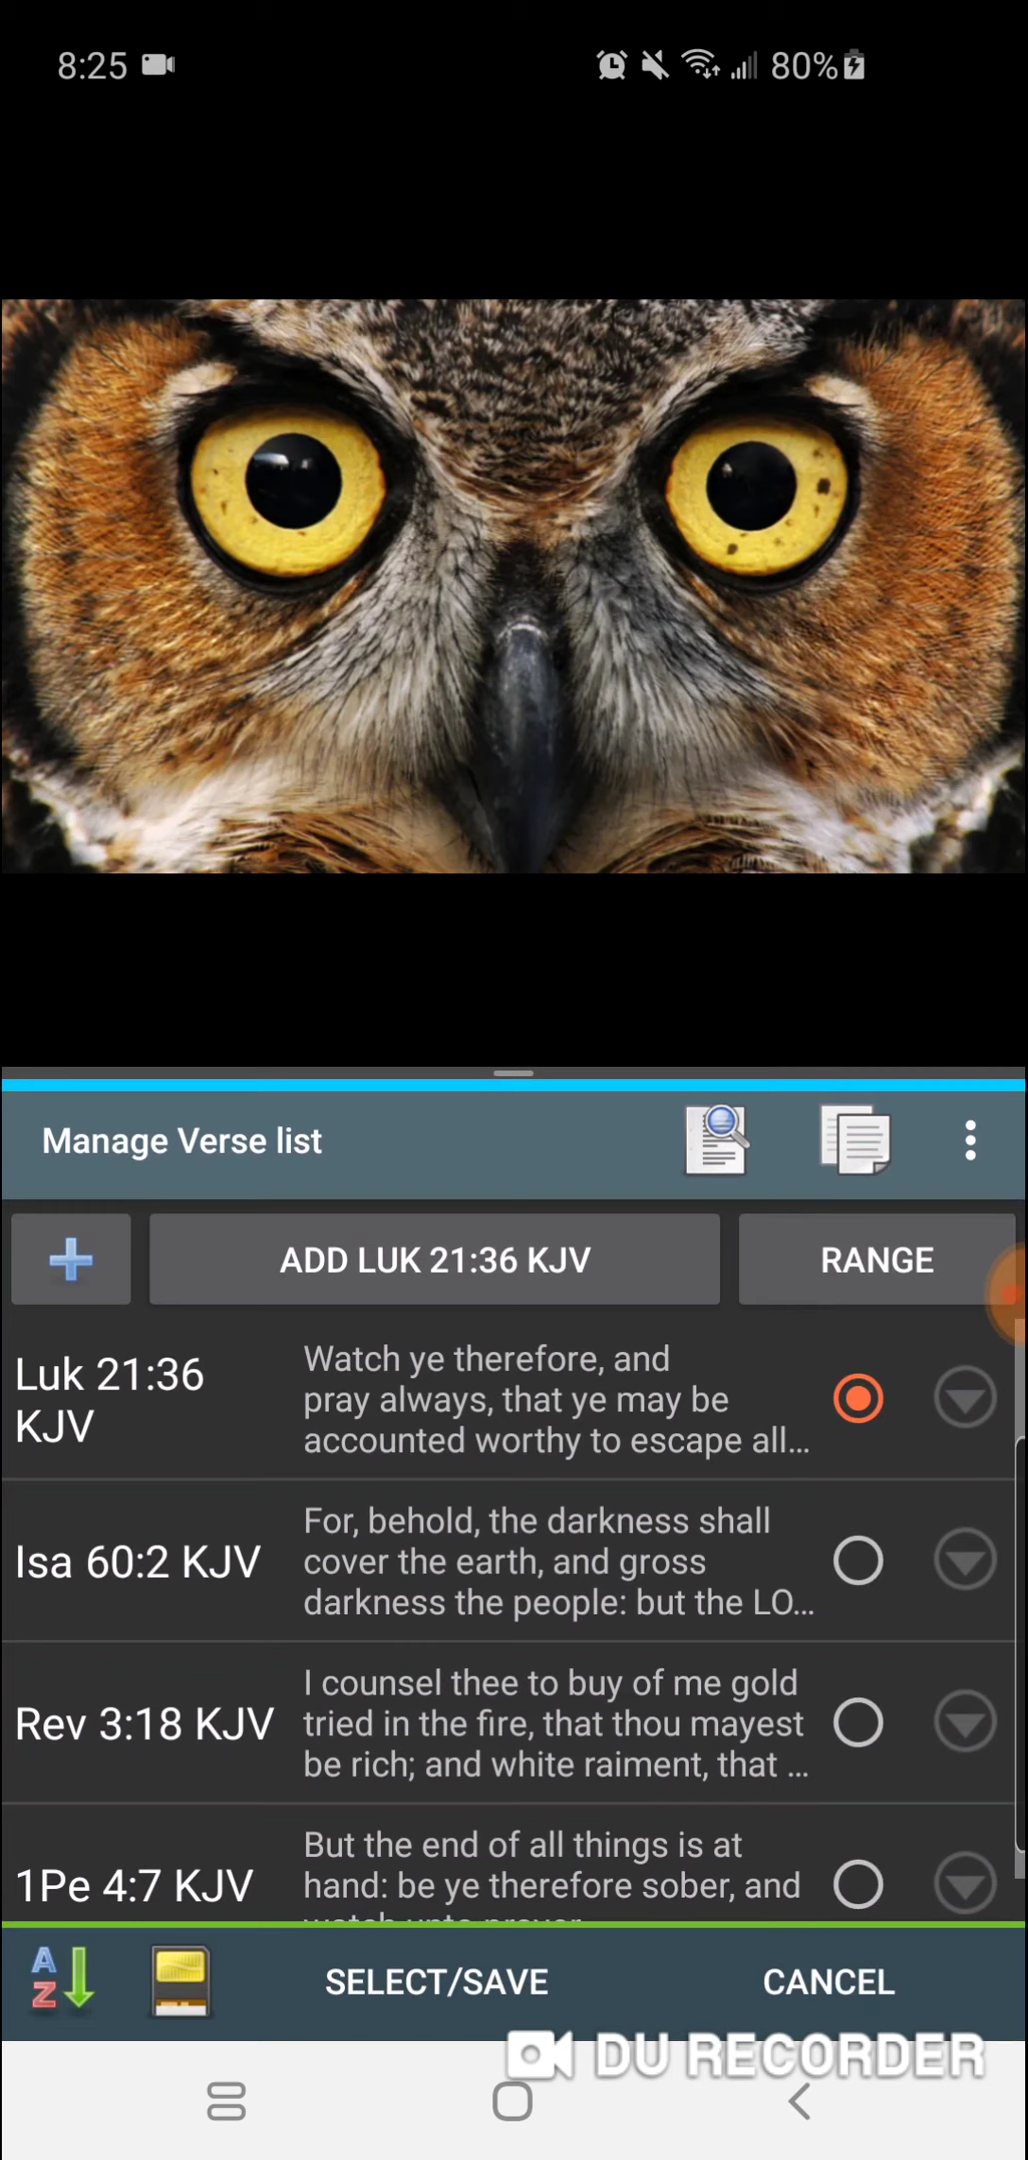 8:25
80%
Manage Verse list
ADD LUK 21:36 KJV
RANGE
Luk 21:36
KJV
Watch ye therefore, and
pray always, that ye may be
accounted worthy to escape all...
Isa 60:2 KJV
For, behold, the darkness shall
cover the earth, and gross
darkness the people: but the LO...
Rev 3:18 KJV
I counsel thee to buy of me gold
tried in the fire, that thou mayest
be rich; and white raiment, that ...
1Pe 4:7 KJV
But the end of all things is at
hand: be ye therefore sober, and
A
Z
SELECT/SAVE
CANCEL
DU RECORDER